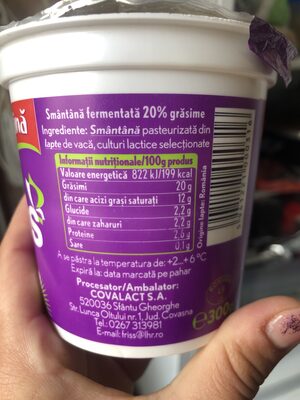 Smântână fermentată 20% grăsime
Ingrediente: Smântână pasteurizată din
lapte de vacă, culturi lactice selecționate
Informații nutriționale/100g produs
Valoare energetică 822 kJ/199 kcal
Grăsimi 20 g
din care acizi grași saturați 12 g
Glucide 2,2 g
din care zaharuri 2,2 g
Proteine 2,6 g
Sare 0,1 g
A se păstra la temperatura de +2...+6 °C
Expiră la: data marcată pe pahar
Procesator/Ambalator:
COVALACT S.A.
520036 Sfântu Gheorghe
Str. Lunca Oltului nr.1, Jud. Covasna
Tel.: 0267 313981
E-mail: friss@lhr.ro
Origine lapte: România
nă
is
e 300